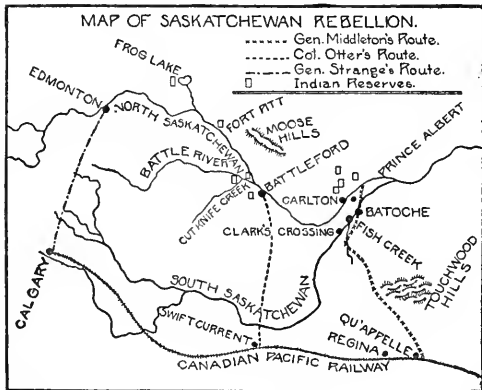 MAP OF SASKATCHEWAN REBELLION.
Gen. Middleton's Route.
Col. Otter's Route.
Gen. Strange's Route.
Indian Reserves.
FROG LAKE
EDMONTON
NORTH SASKATCHEWAN
FORT PITT
MOOSE
HILLS
BATTLE RIVER
CUT KNIFE CREEK
BATTLEFORD
PRINCE ALBERT
CARLTON
BATOCHE
CLARK'S CROSSING
FISH CREEK
TOUCHWOOD
HILLS
CALGARY
SOUTH SASKATCHEWAN
SWIFT CURRENT
QU'APPELLE
REGINA
CANADIAN PACIFIC RAILWAY